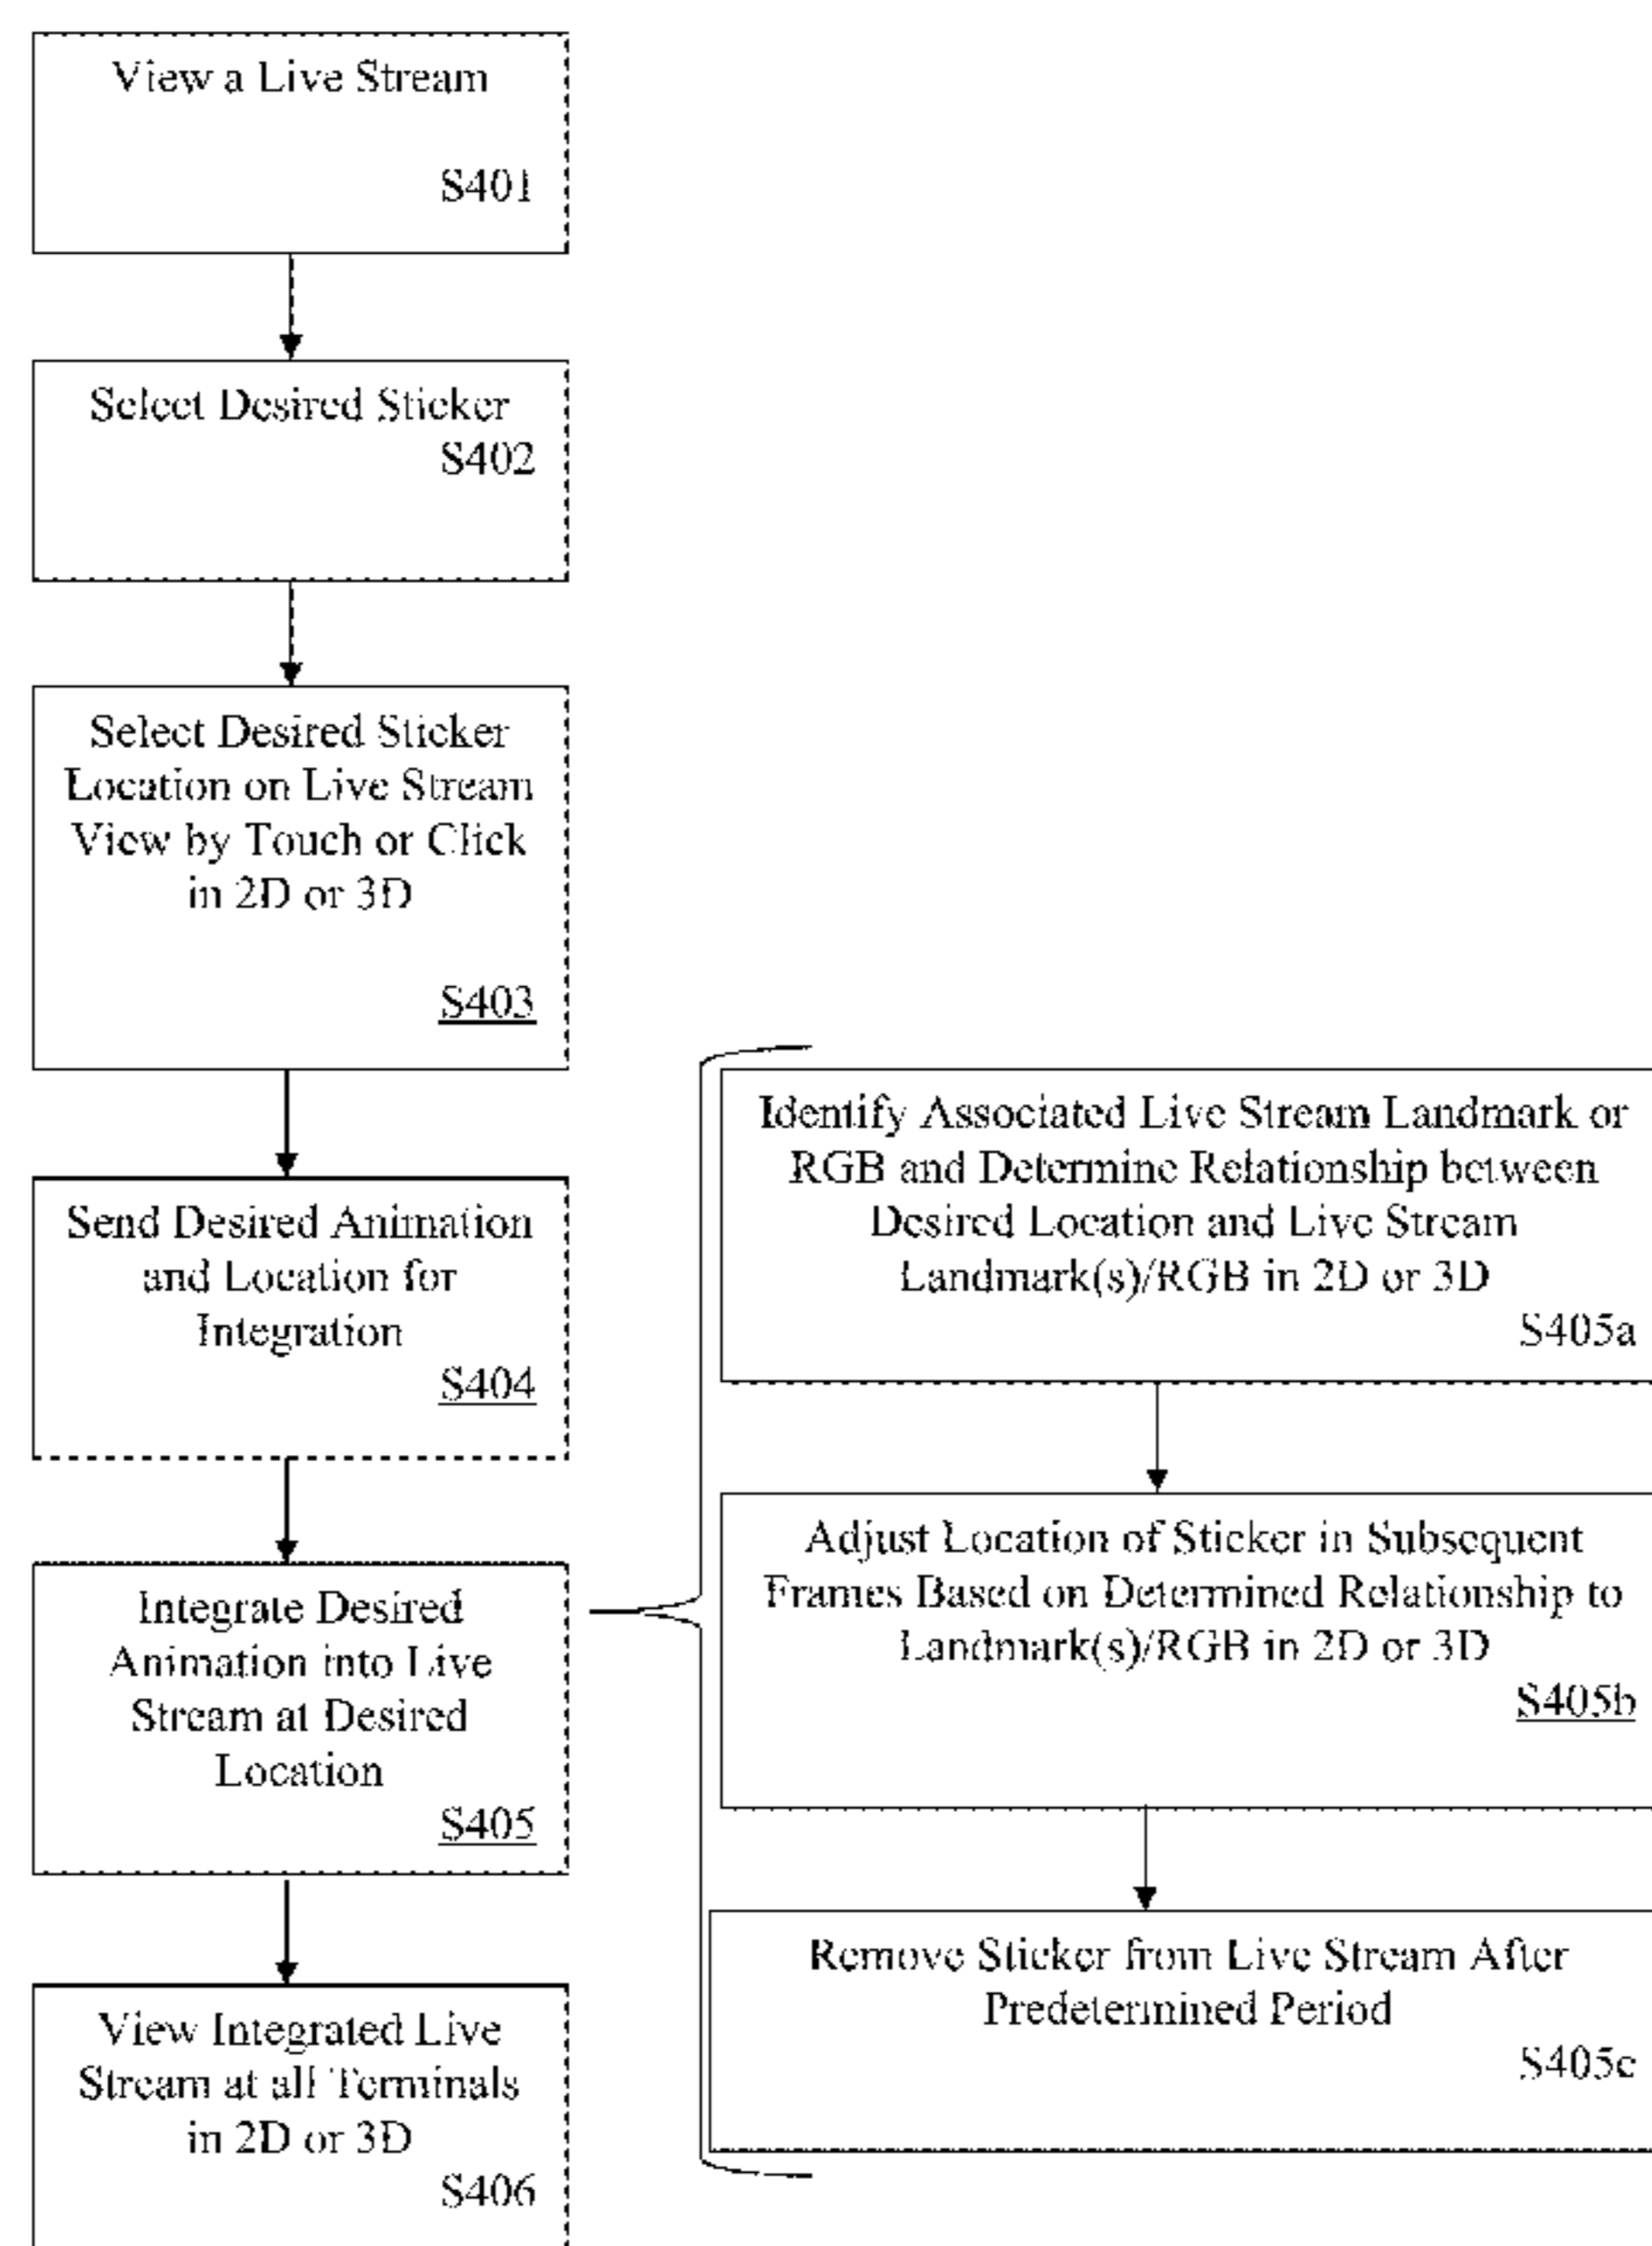 View a Live Stream
S401
Select Desired Sticker
S402
Select Desired Sticker
Location on Live Stream
View by Touch or Click
in 2D or 3D
S403
Send Desired Animation
and Location for
Integration
S404
Integrate Desired
Animation into Live
Stream at Desired
Location
S405
View Integrated Live
Stream at all Terminals
in 2D or 3D
S406
Identify Associated Live Stream Landmark or
RGB and Determine Relationship between
Desired Location and Live Stream
Landmark(s)/RGB in 2D or 3D
S405a
Adjust Location of Sticker in Subsequent
Frames Based on Determined Relationship to
Landmark(s)/RGB in 2D or 3D
S405b
Remove Sticker from Live Stream After
Predetermined Period
S405c